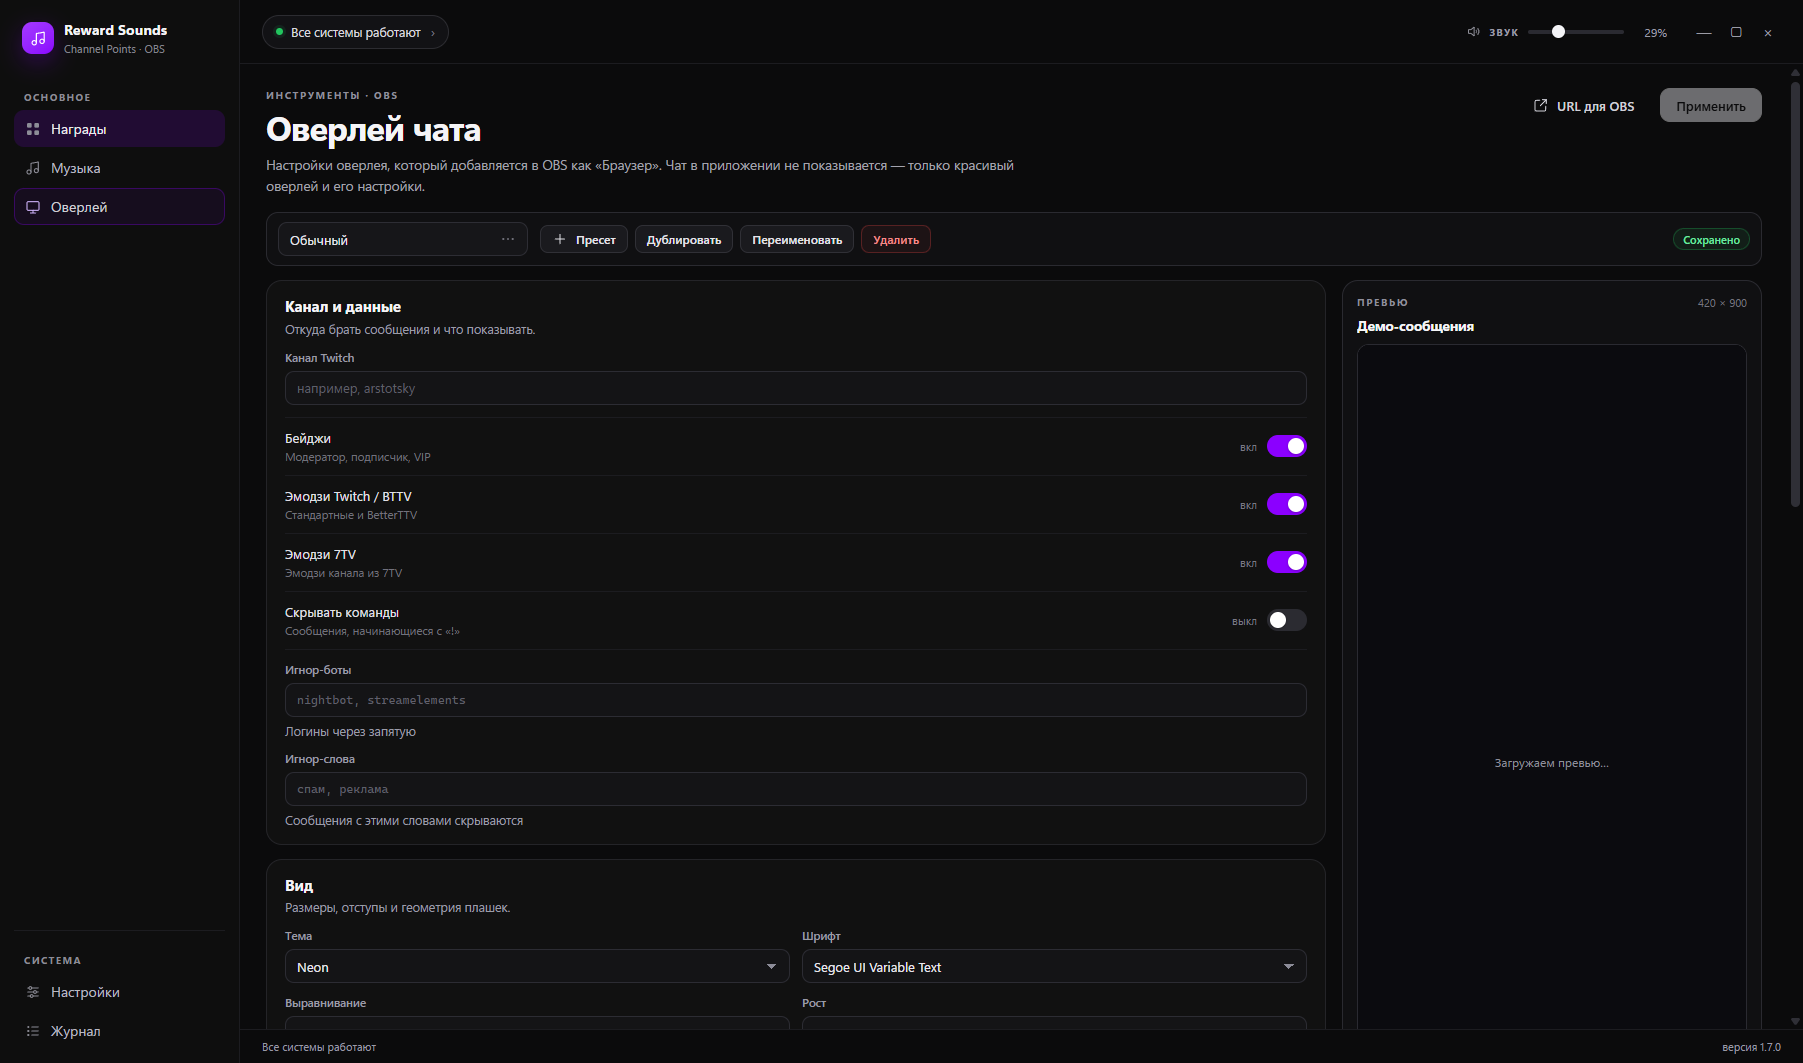 Reward Sounds
Channel Points · OBS
ОСНОВНОЕ
Награды
Музыка
Оверлей
СИСТЕМА
Настройки
Журнал
Все системы работают ›
ЗВУК
29%
ИНСТРУМЕНТЫ · OBS
Оверлей чата
Настройки оверлея, который добавляется в OBS как «Браузер». Чат в приложении не показывается — только красивый
оверлей и его настройки.
URL для OBS
Применить
Обычный
+ Пресет
Дублировать
Переименовать
Удалить
Сохранено
Канал и данные
Откуда брать сообщения и что показывать.
Канал Twitch
например, arstotsky
Бейджи
Модератор, подписчик, VIP
вкл
Эмодзи Twitch / BTTV
Стандартные и BetterTTV
вкл
Эмодзи 7TV
Эмодзи канала из 7TV
вкл
Скрывать команды
Сообщения, начинающиеся с «!»
выкл
Игнор-боты
nightbot, streamelements
Логины через запятую
Игнор-слова
спам, реклама
Сообщения с этими словами скрываются
Вид
Размеры, отступы и геометрия плашек.
Тема
Neon
Шрифт
Segoe UI Variable Text
Выравнивание
Рост
ПРЕВЬЮ
420 × 900
Демо-сообщения
Загружаем превью...
Все системы работают
версия 1.7.0